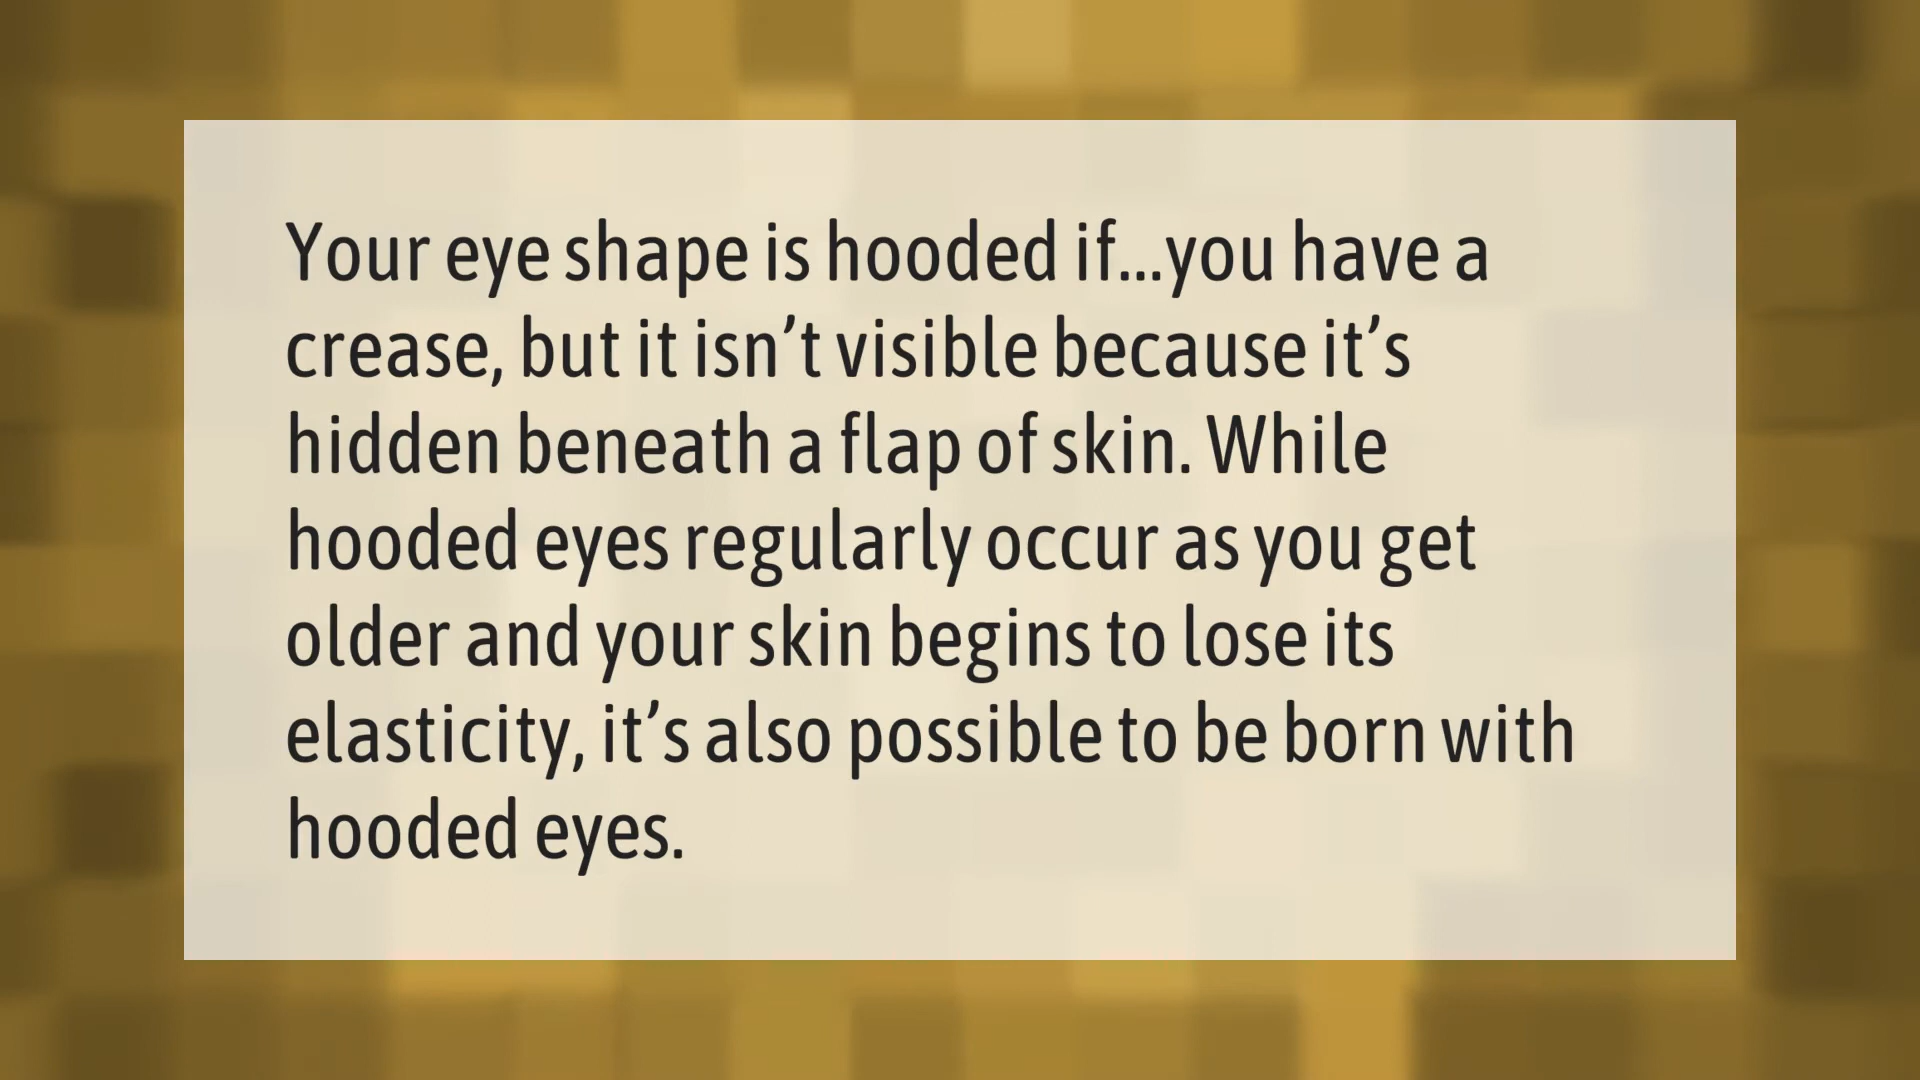 Your eye shape is hooded if...you have a
crease, but it isn’t visible because it’s
hidden beneath a flap of skin. While
hooded eyes regularly occur as you get
older and your skin begins to lose its
elasticity, it’s also possible to be born with
hooded eyes.